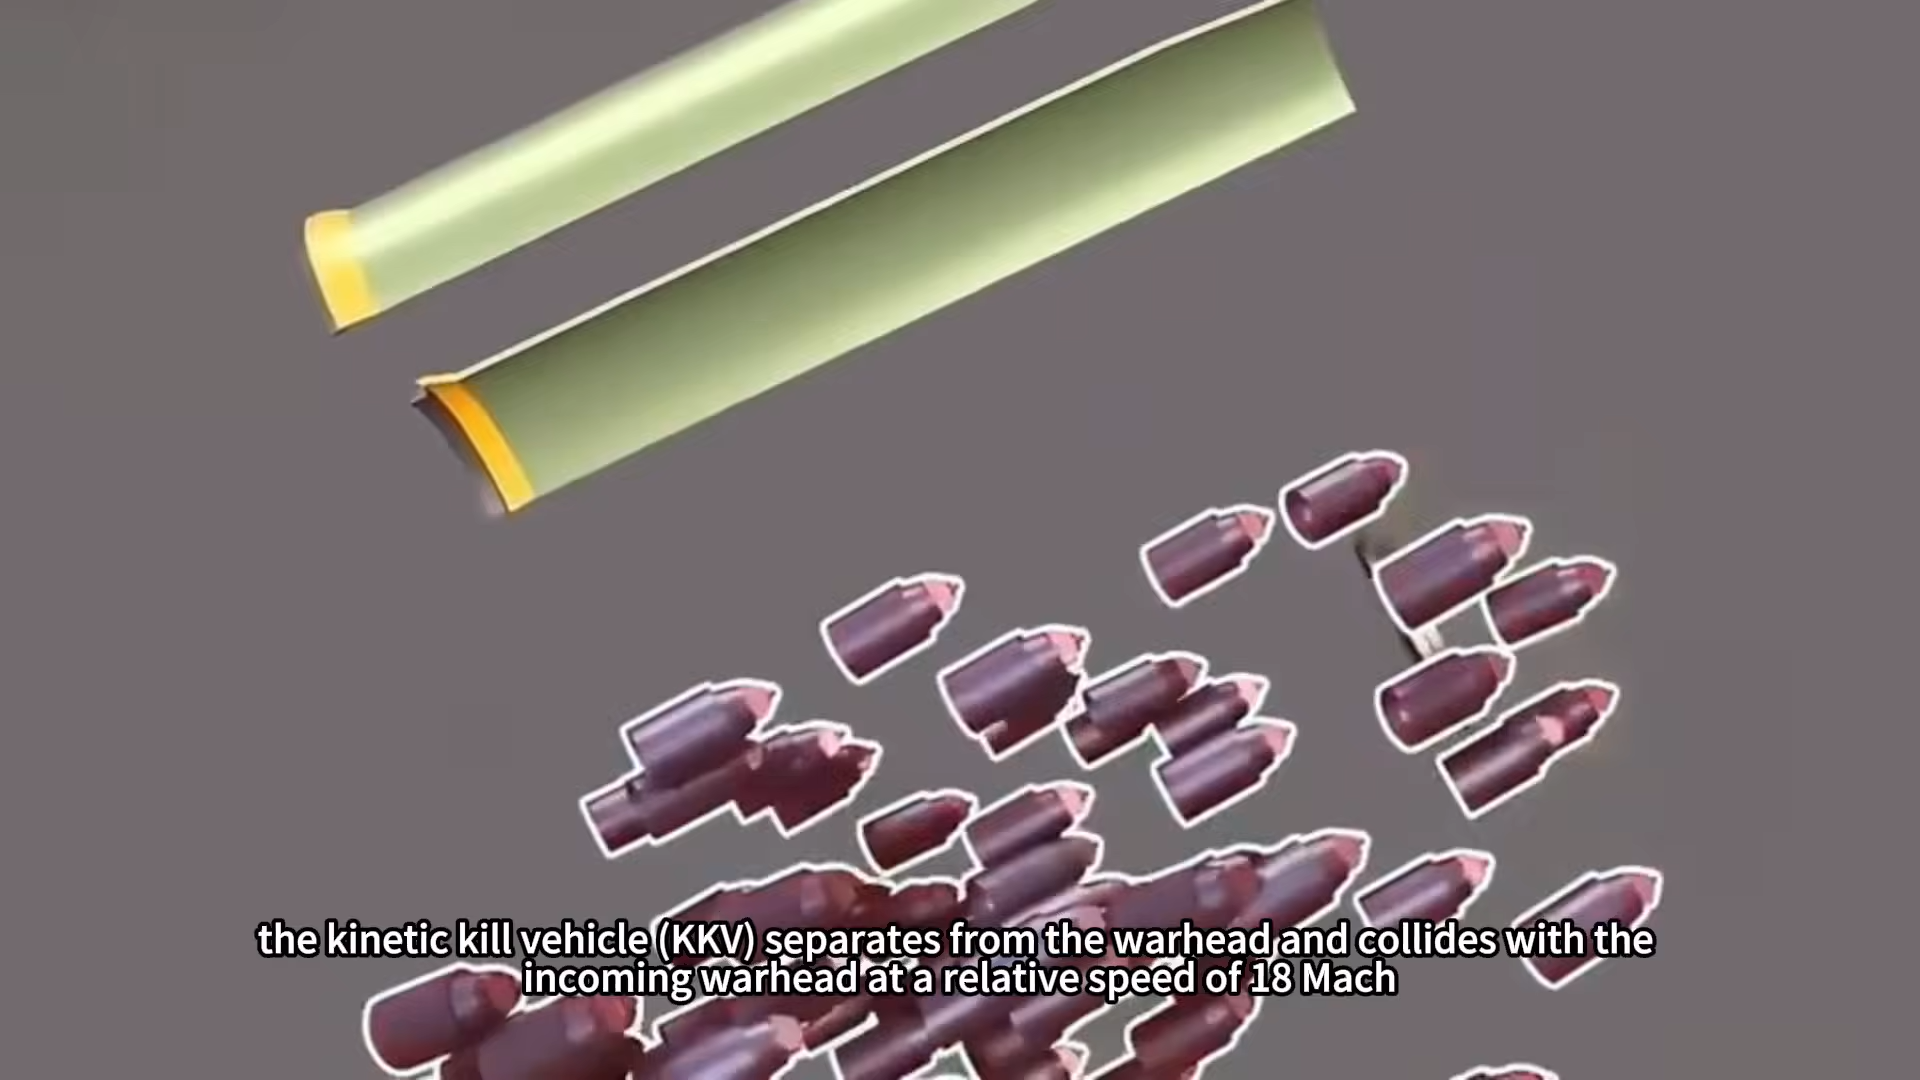 the kinetic kill vehicle (KKV) separates from the warhead and collides with the
incoming warhead at a relative speed of 18 Mach